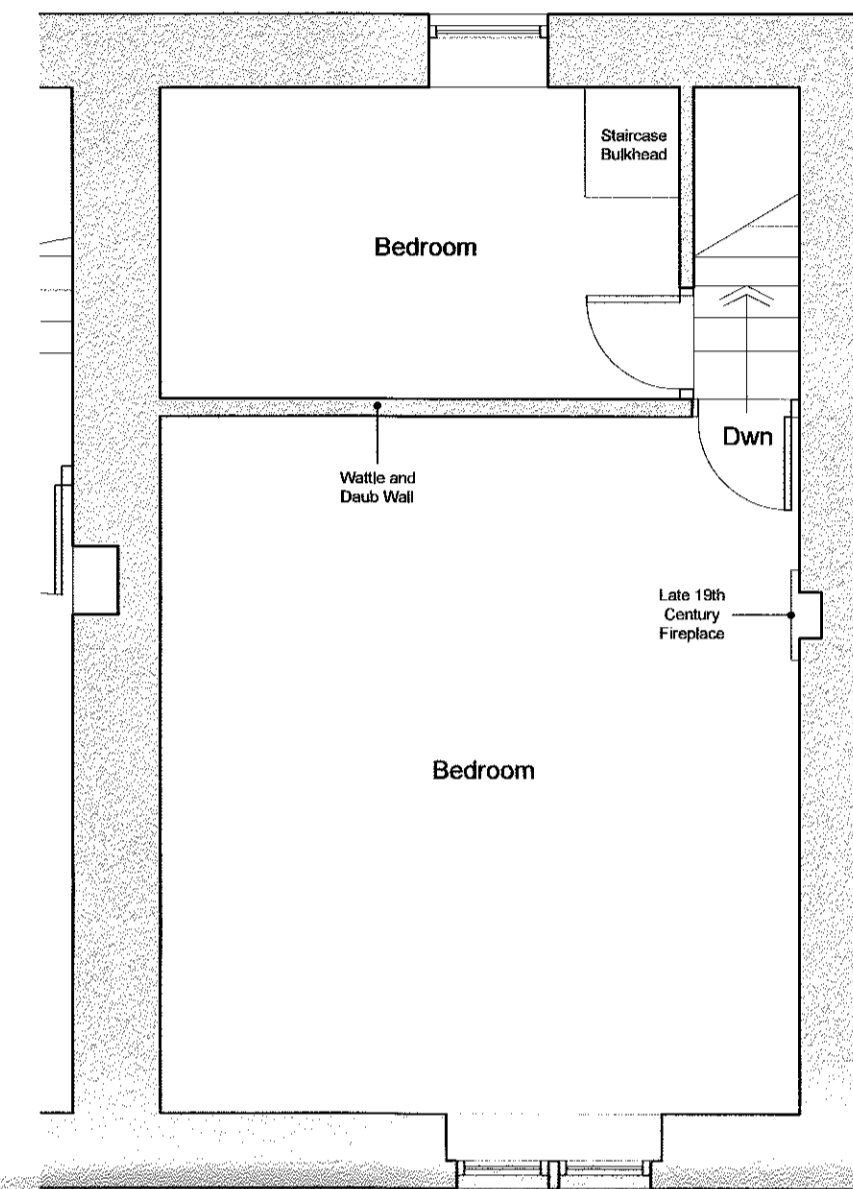 Staircase
Bulkhead
Bedroom
Dwn
Wattle and
Daub Wall
Late 19th
Century
Fireplace
Bedroom